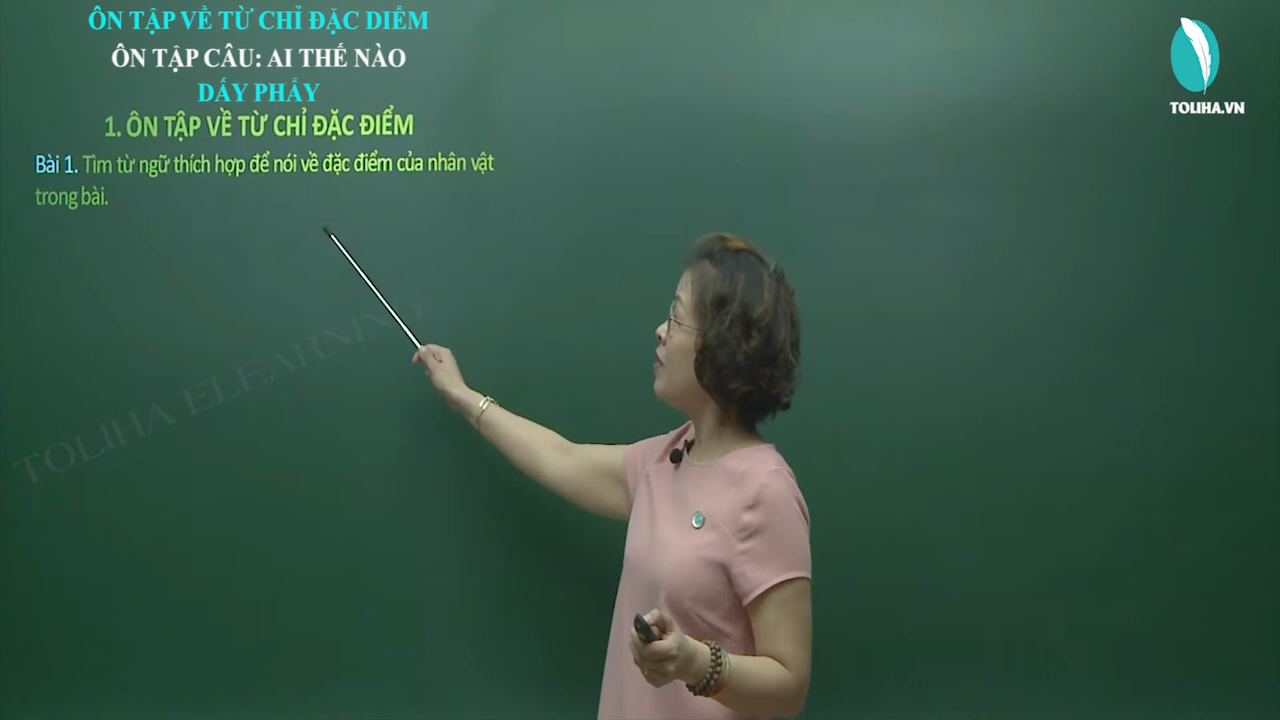 ÔN TẬP VỀ TỪ CHỈ ĐẶC DIỂM
ÔN TẬP CÂU: AI THẾ NÀO
DẤY PHẨY
1. ÔN TẬP VỀ TỪ CHỈ ĐẶC ĐIỂM
Bài 1. Tìm từ ngữ thích hợp để nói về đặc điểm của nhân vật
trong bài.
TOLIHA.VN
TOLIHA ELEARNING